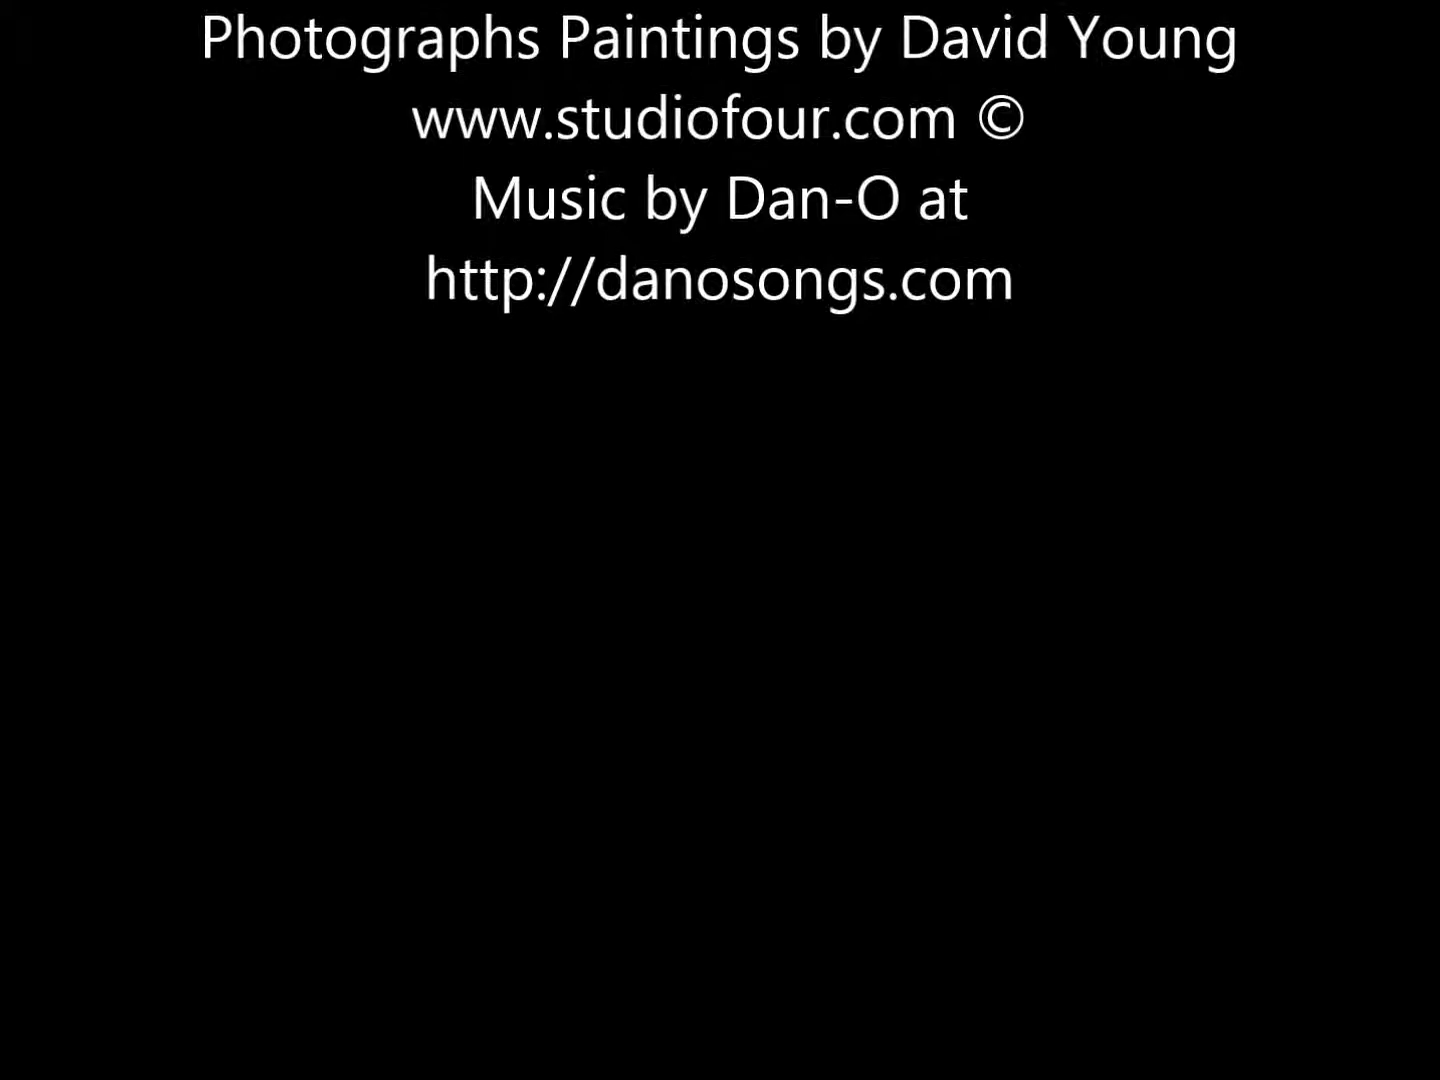 Photographs Paintings by David Young
www.studiofour.com ©
Music by Dan-O at
http://danosongs.com